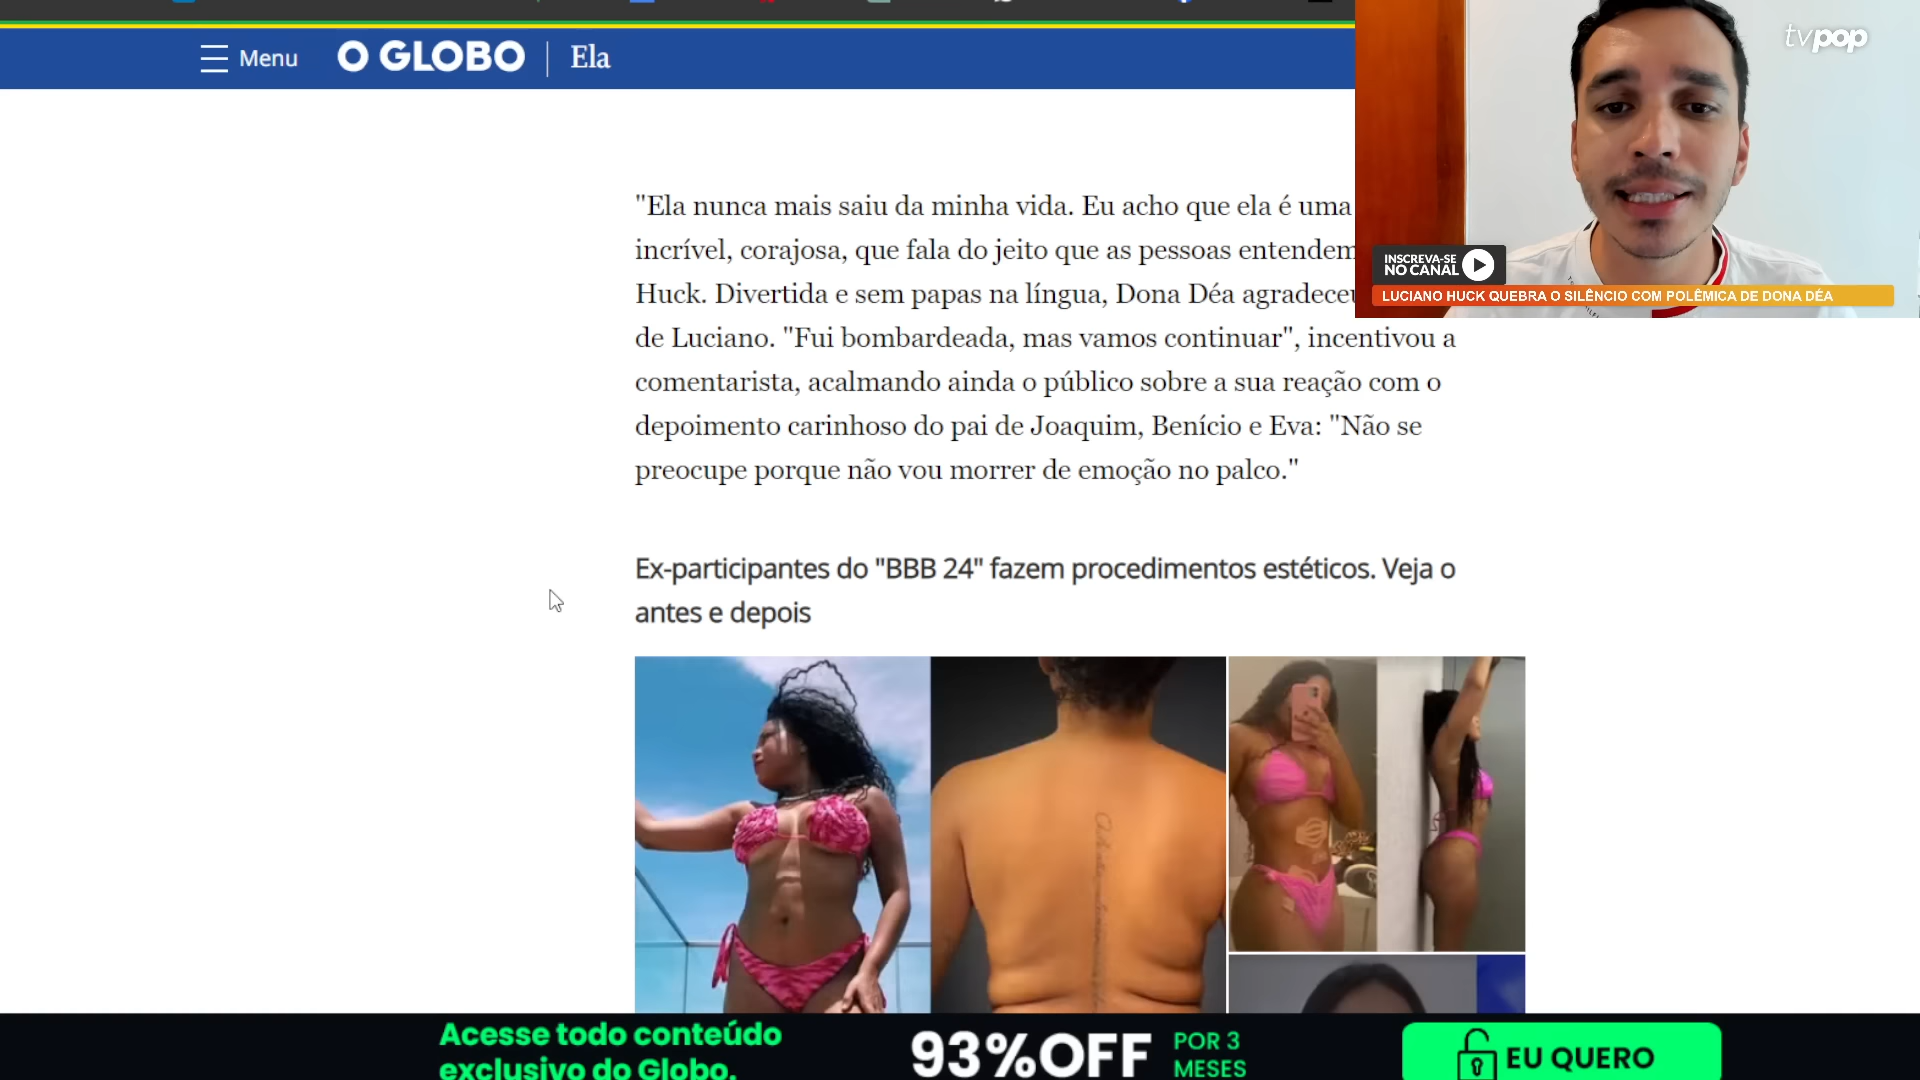 Menu
O GLOBO
Ela
tvpop
"Ela nunca mais saiu da minha vida. Eu acho que ela é uma
incrível, corajosa, que fala do jeito que as pessoas entendem
Huck. Divertida e sem papas na língua, Dona Déa agradeceu
de Luciano. "Fui bombardeada, mas vamos continuar", incentivou a
comentarista, acalmando ainda o público sobre a sua reação com o
depoimento carinhoso do pai de Joaquim, Benício e Eva: "Não se
preocupe porque não vou morrer de emoção no palco."
INSCREVA-SE
NO CANAL
LUCIANO HUCK QUEBRA O SILÊNCIO COM POLÊMICA DE DONA DÉA
Ex-participantes do "BBB 24" fazem procedimentos estéticos. Veja o
antes e depois
Acesse todo conteúdo
exclusivo do Globo.
93%OFF
POR 3
MESES
EU QUERO